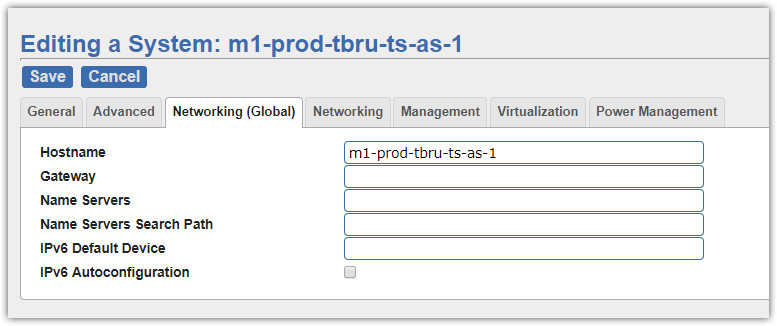 Editing a System: m1-prod-tbru-ts-as-1
Save Cancel
General Advanced Networking (Global) Networking Management Virtualization Power Management
Hostname m1-prod-tbru-ts-as-1
Gateway
Name Servers
Name Servers Search Path
IPv6 Default Device
IPv6 Autoconfiguration